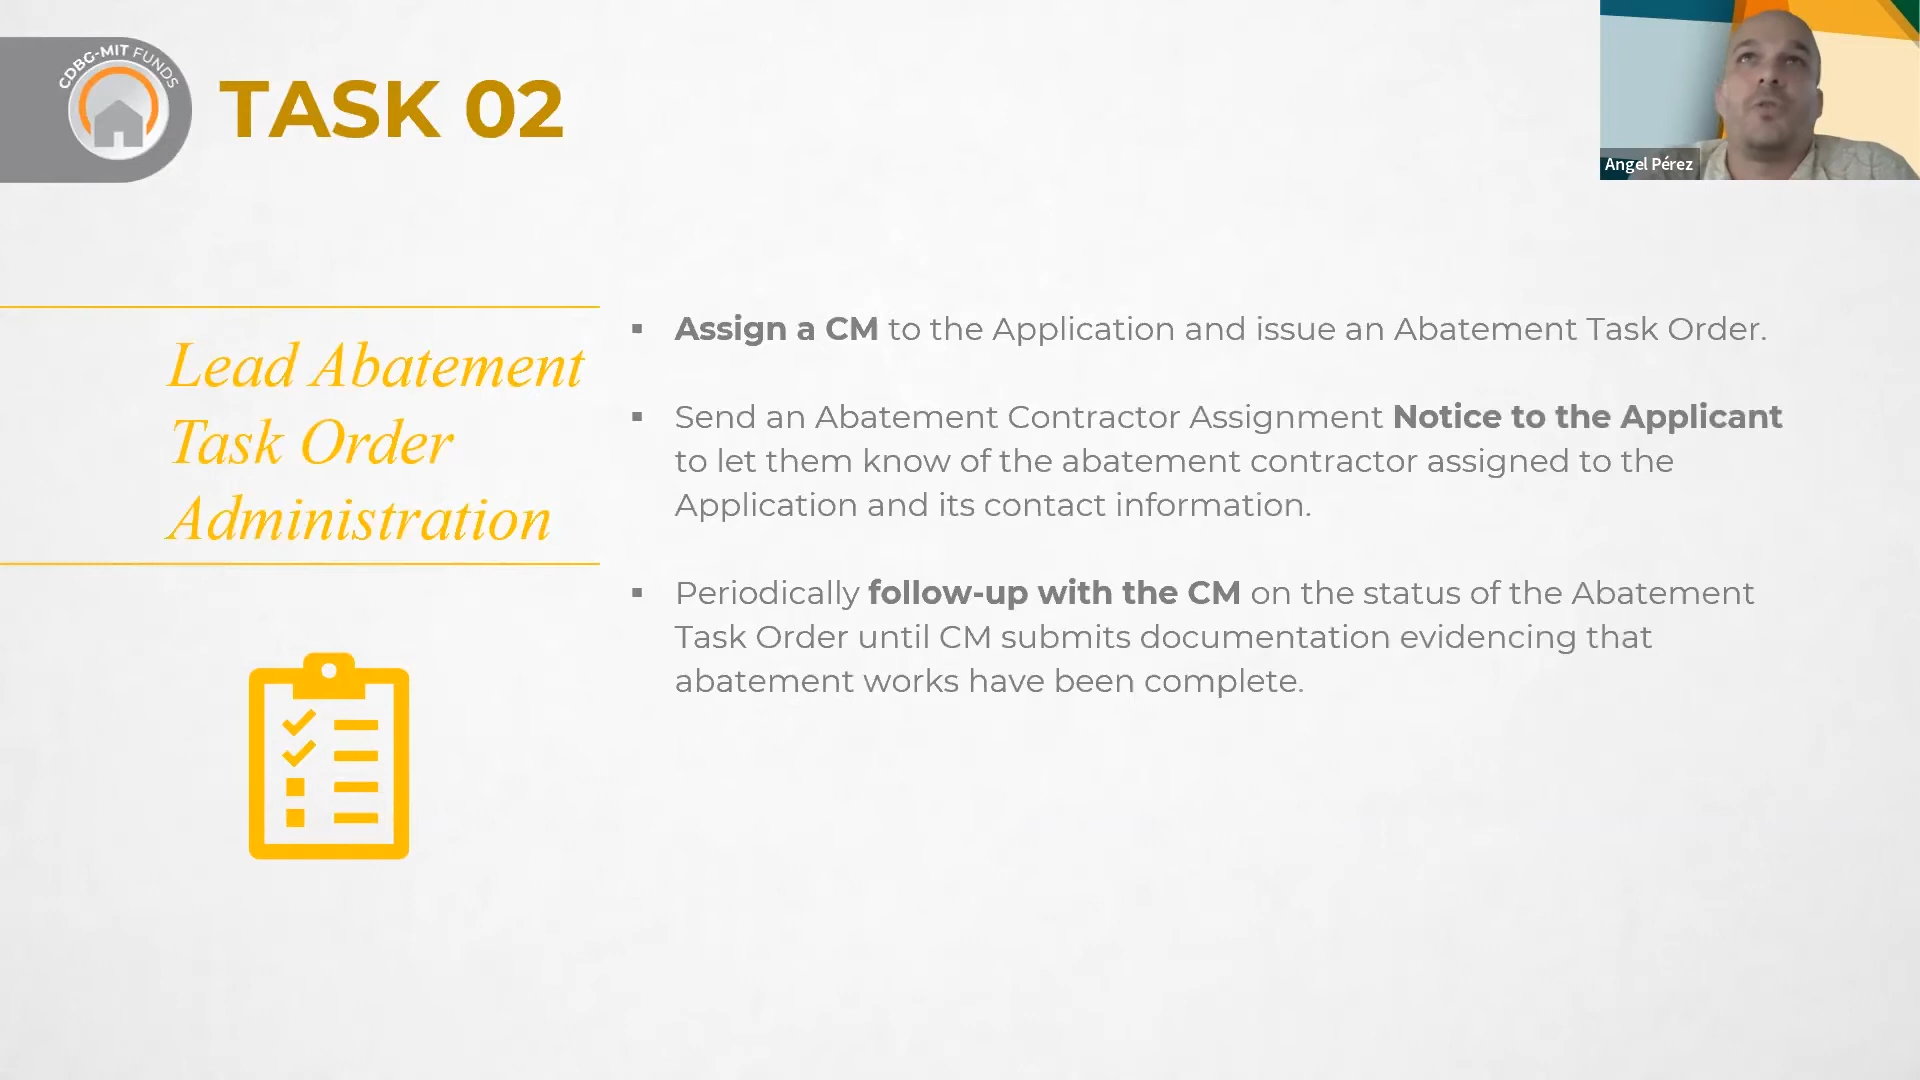 CDBG-MIT FUNDS
TASK 02
Angel Pérez
Lead Abatement
Task Order
Administration
▪ Assign a CM to the Application and issue an Abatement Task Order.
▪ Send an Abatement Contractor Assignment Notice to the Applicant
to let them know of the abatement contractor assigned to the
Application and its contact information.
▪ Periodically follow-up with the CM on the status of the Abatement
Task Order until CM submits documentation evidencing that
abatement works have been complete.